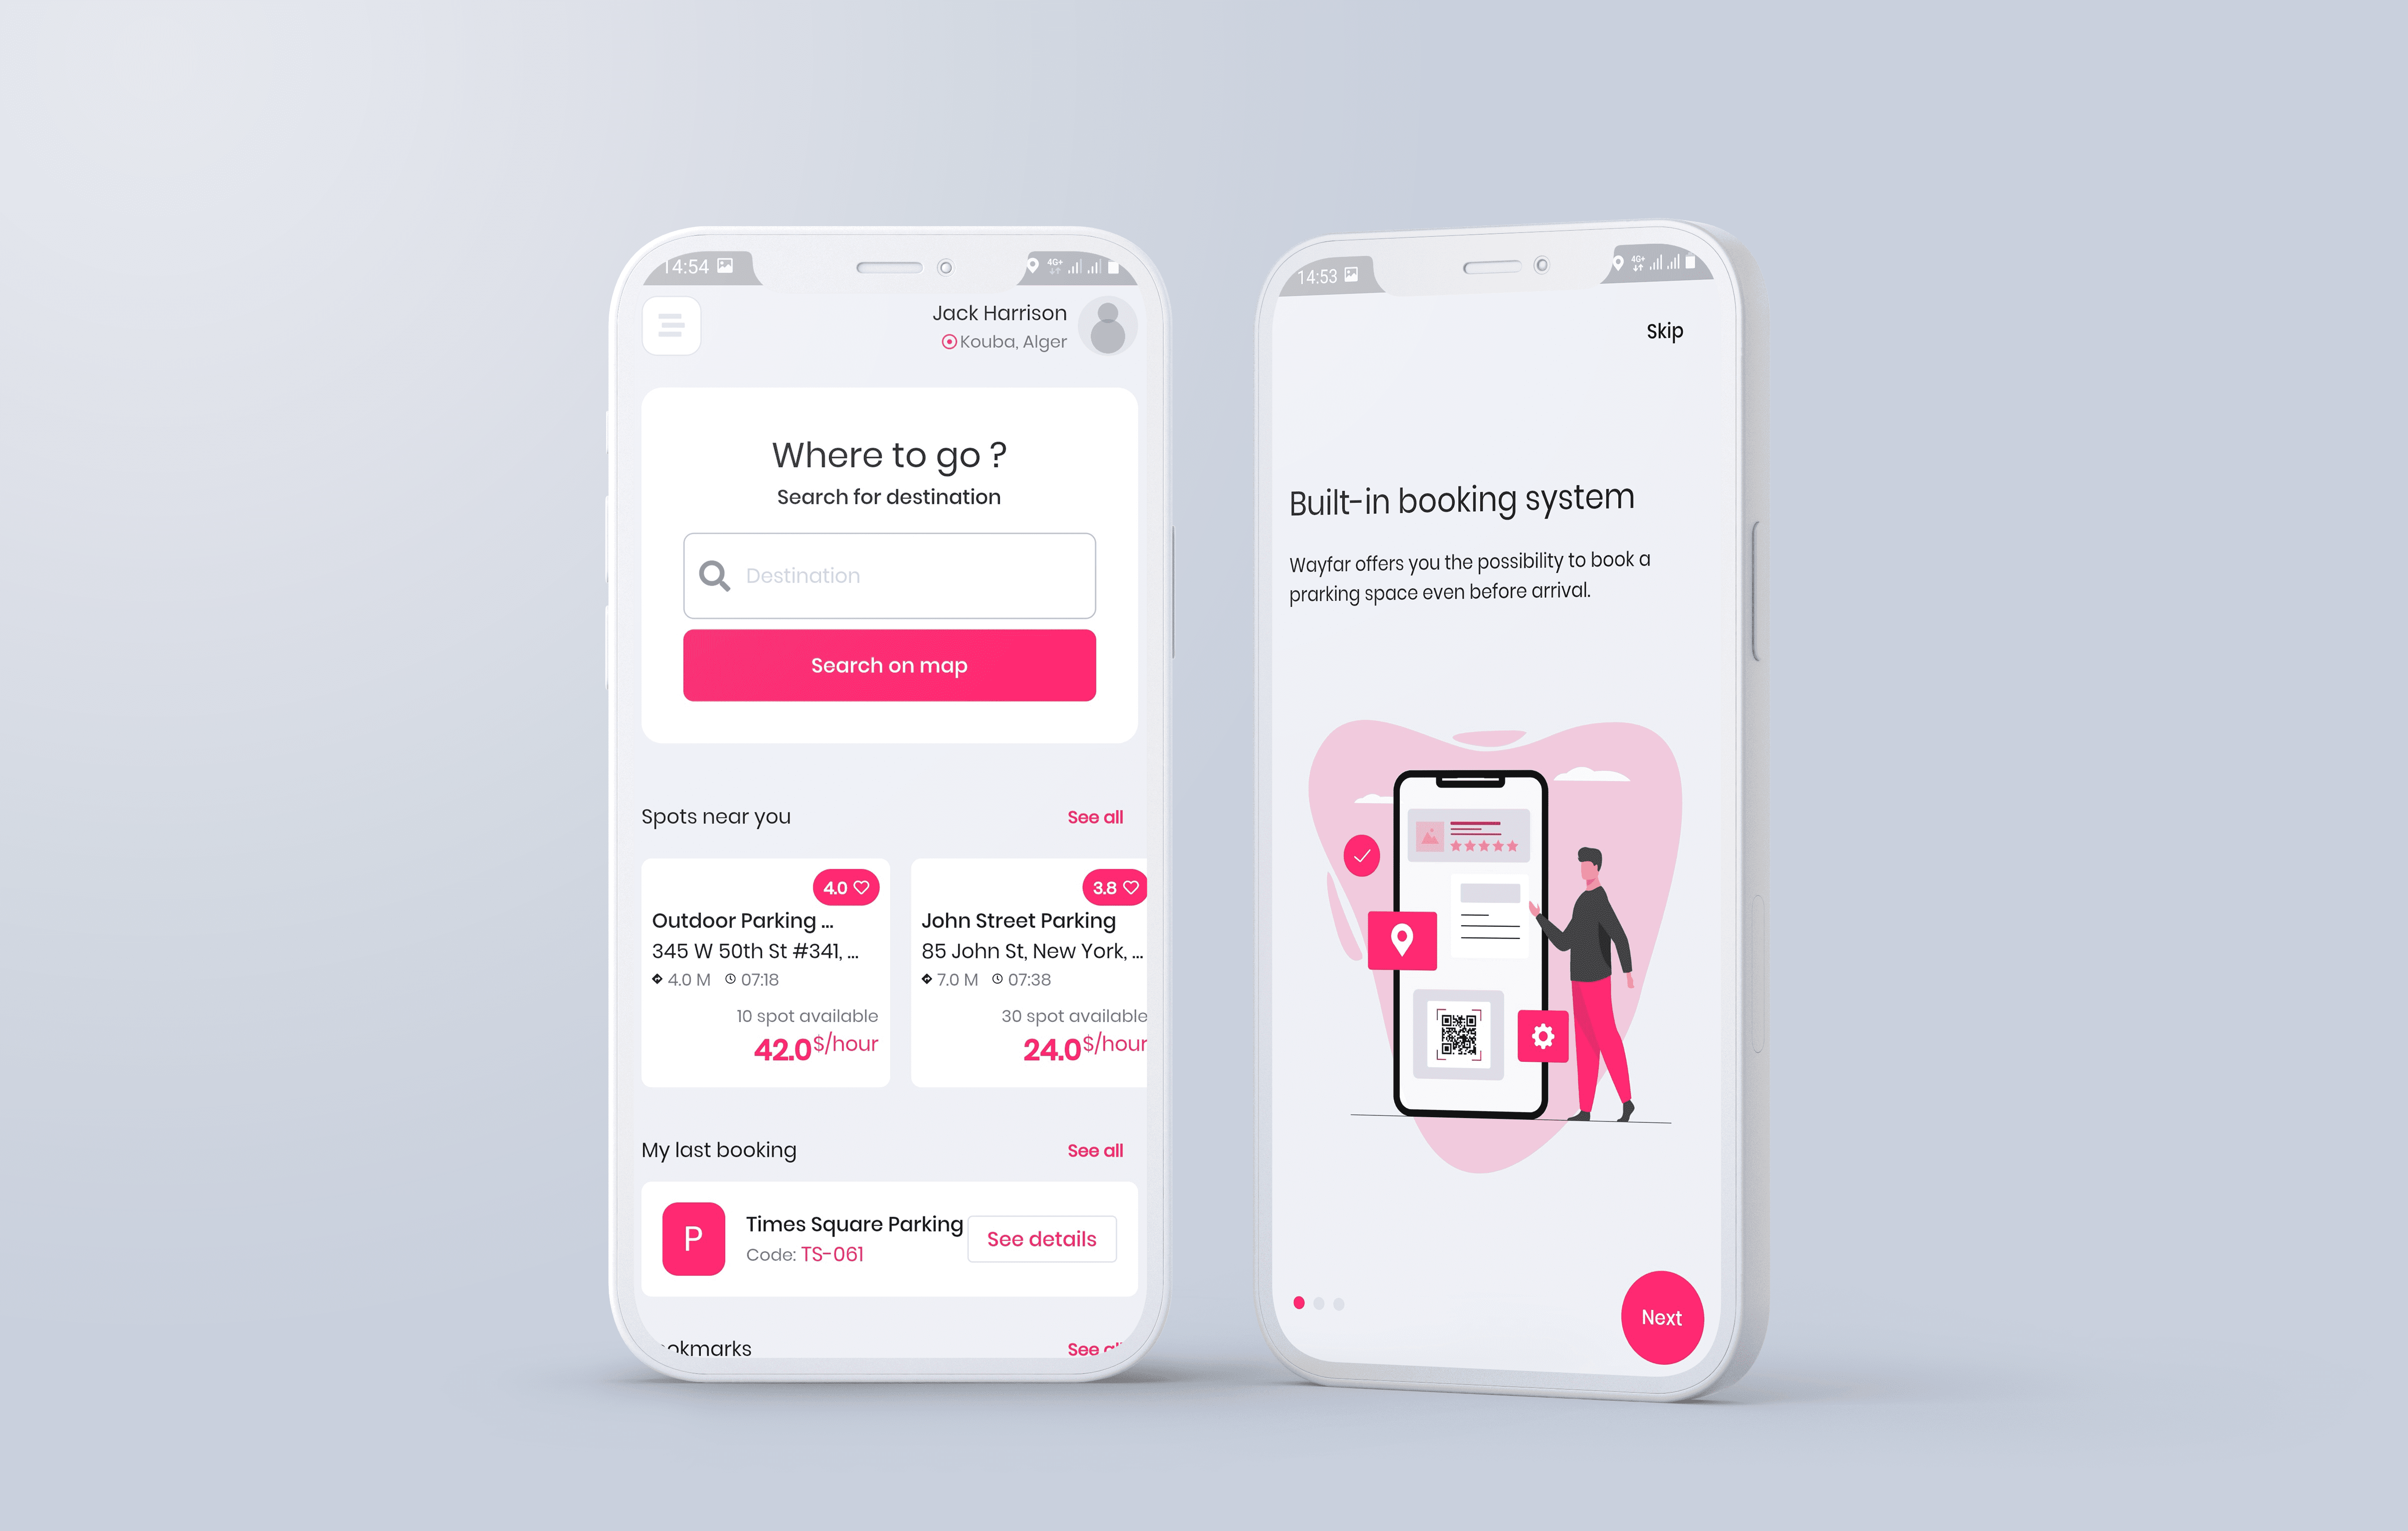 14:54
4G+
Jack Harrison
Kouba, Alger
Where to go ?
Search for destination
Destination
Search on map
Spots near you
See all
4.0
Outdoor Parking ...
345 W 50th St #341, ...
4.0 M 07:18
10 spot available
42.0$/hour
3.8
John Street Parking
85 John St, New York, ...
7.0 M 07:38
30 spot available
24.0$/hour
My last booking
See all
P
Times Square Parking
Code: TS-061
See details
okmarks
See all
14:53
4G+
Skip
Built-in booking system
Wayfar offers you the possibility to book a
prarking space even before arrival.
Next